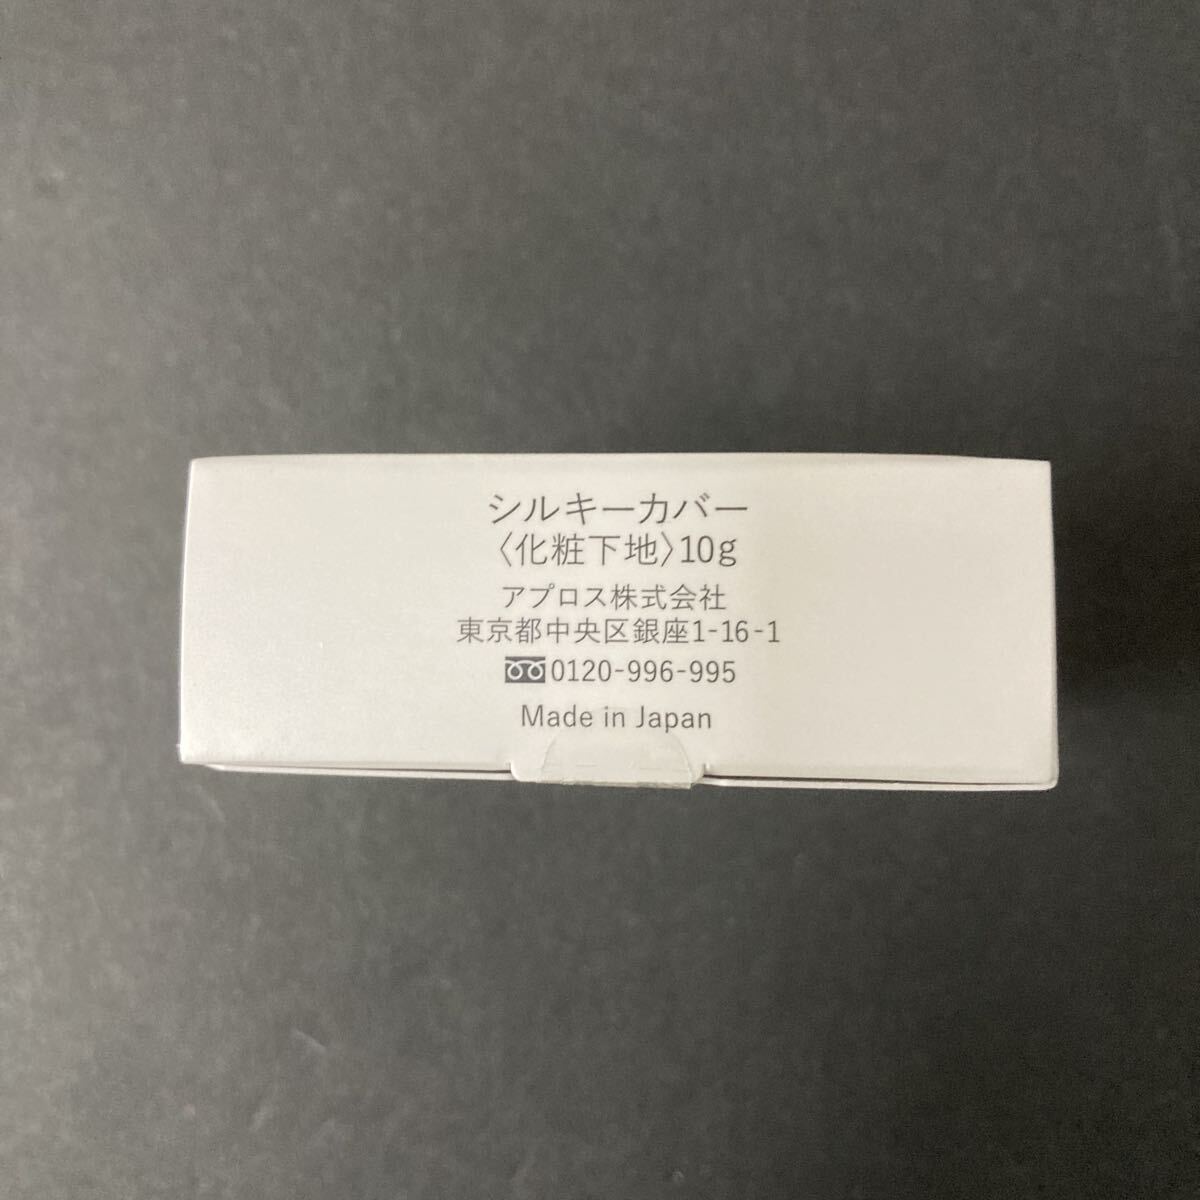 シルキーカバー
〈化粧下地〉10g
アプロス株式会社
東京都中央区銀座1-16-1
0120-996-995
Made in Japan